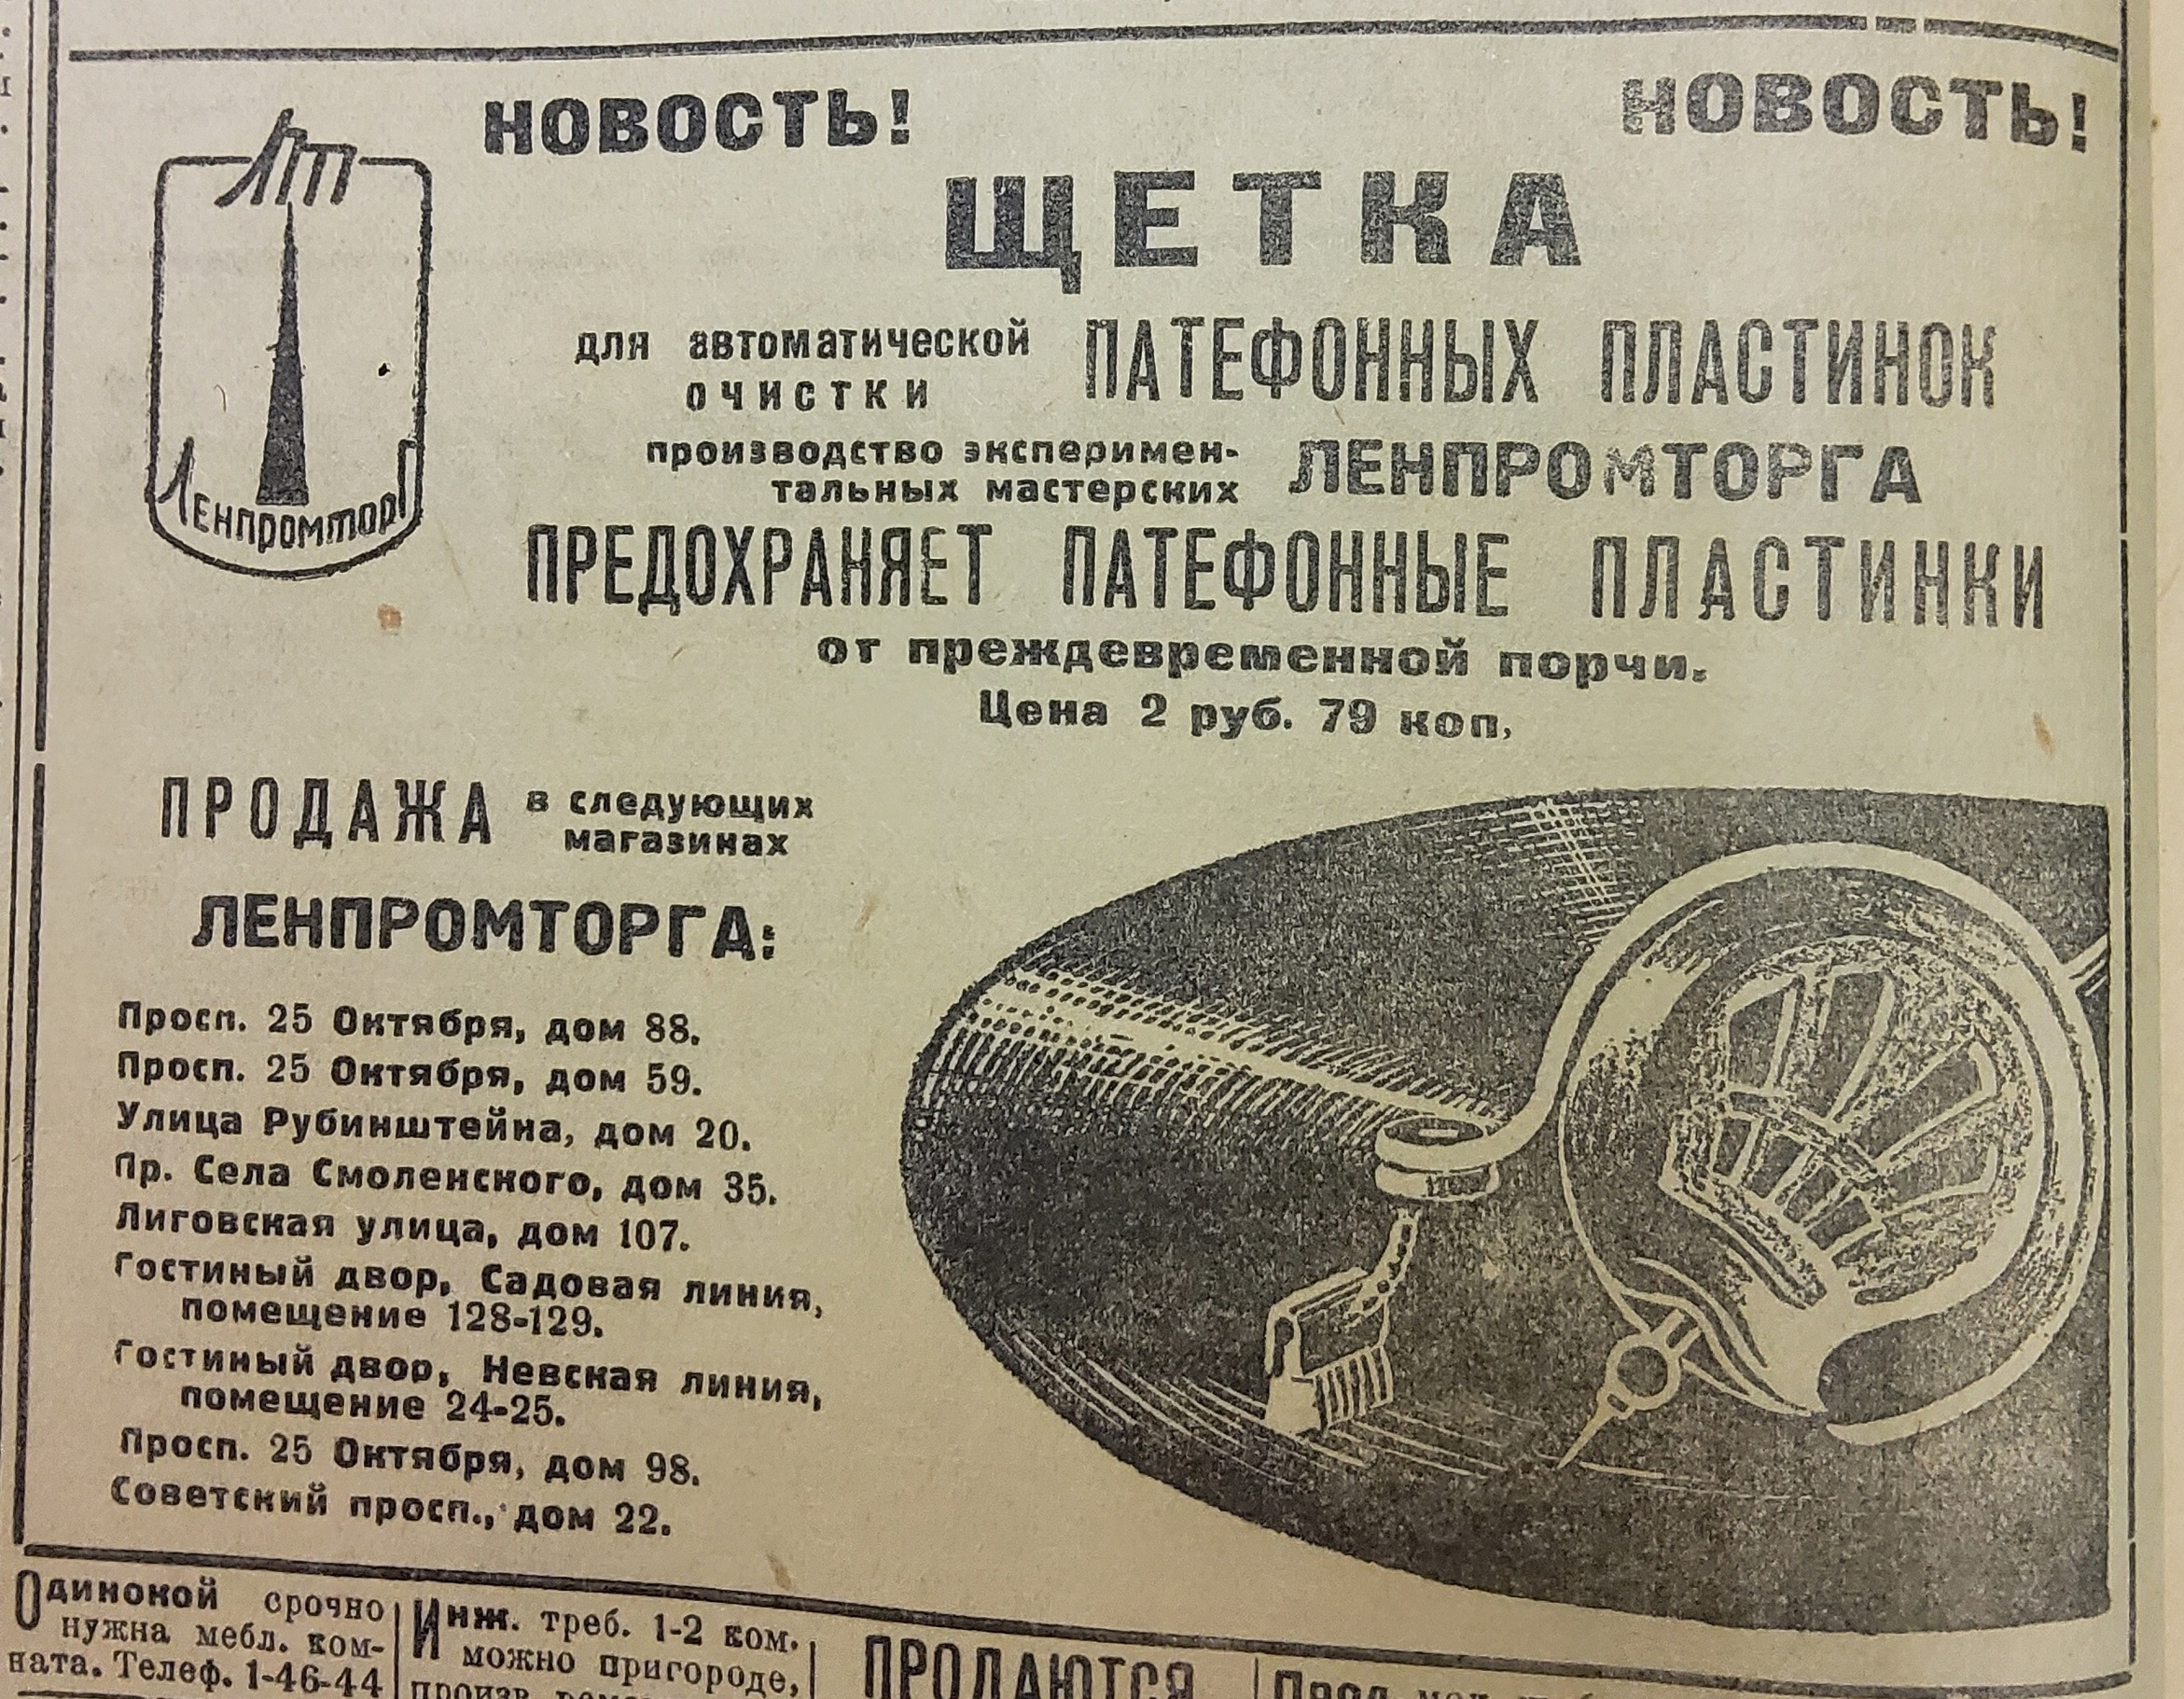 НОВОСТЬ! НОВОСТЬ!
Лпт
Ленпромторг
ЩЕТКА
для автоматической очистки ПАТЕФОННЫХ ПЛАСТИНОК
производство эксперимен-
тальных мастерских ЛЕНПРОМТОРГА
ПРЕДОХРАНЯЕТ ПАТЕФОННЫЕ ПЛАСТИНКИ
от преждевременной порчи.
Цена 2 руб. 79 коп.
ПРОДАЖА в следующих магазинах
ЛЕНПРОМТОРГА:
Просп. 25 Октября, дом 88.
Просп. 25 Октября, дом 59.
Улица Рубинштейна, дом 20.
Пр. Села Смоленского, дом 35.
Лиговская улица, дом 107.
Гостиный двор, Садовая линия,
помещение 128-129.
Гостиный двор, Невская линия,
помещение 24-25.
Просп. 25 Октября, дом 98.
Советский просп., дом 22.
Одинокой срочно
нужна мебл. ком-
ната. Телеф. 1-46-44
Инж. треб. 1-2 ком.
можно пригороде,
ПРОДАЮТСЯ